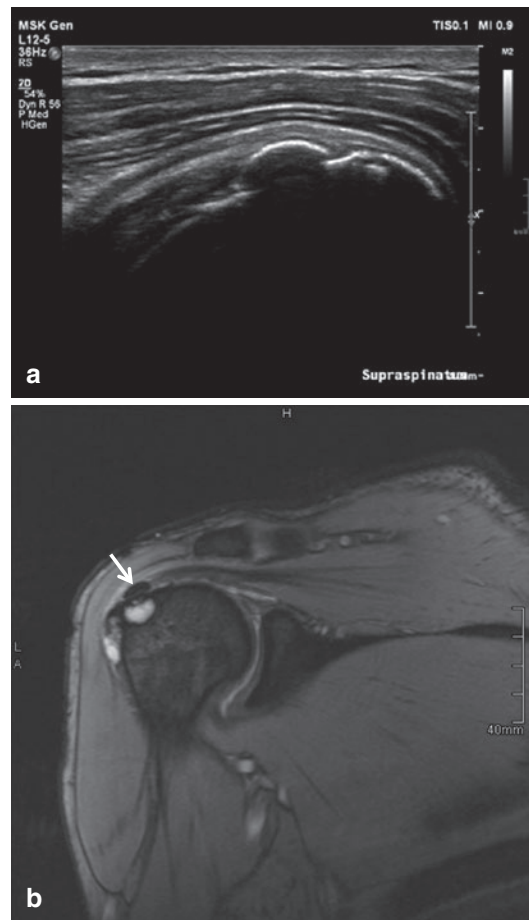 MSK Gen
TIS0.1 MI 0.9
L12-5
36Hz
RS
2D
54%
Dyn R 56
P Med
HGen
M2
x
a
Supraspinatus
H
L
A
40mm
b